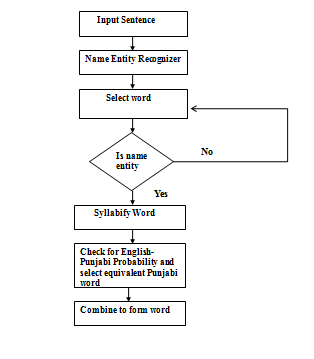 Input Sentence
Name Entity Recognizer
Select word
Is name
entity
No
Yes
Syllabify Word
Check for English-
Punjabi Probability and
select equivalent Punjabi
word
Combine to form word